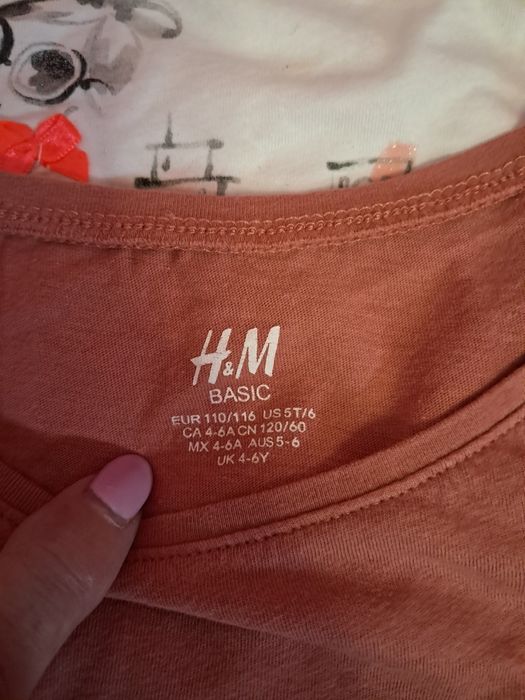 H&M
BASIC
EUR 110/116 US 5T/6
CA 4-6A CN 120/60
MX 4-6A AUS 5-6
UK 4-6Y